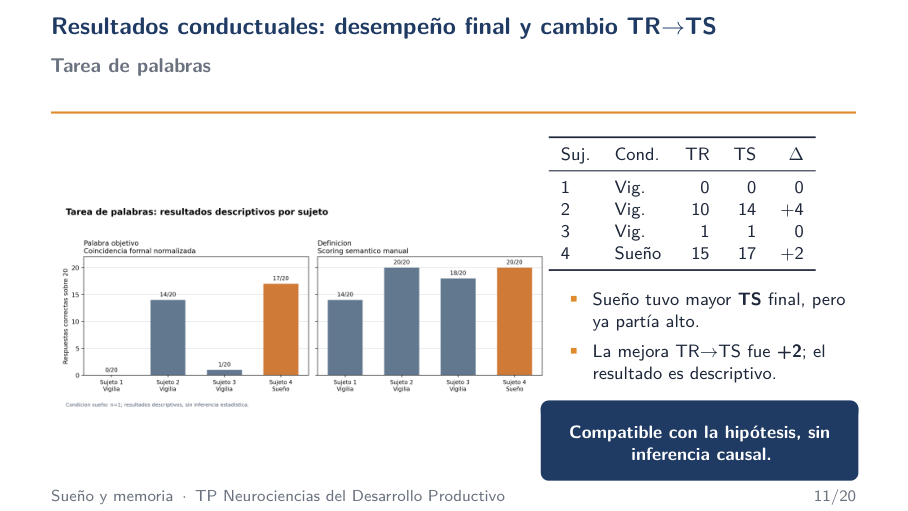 Resultados conductuales: desempeño final y cambio TR→TS
Tarea de palabras
Tarea de palabras: resultados descriptivos por sujeto
Palabra objetivo
Coincidencia formal normalizada
Respuestas correctas sobre 20
20
15
10
5
0
0/20
14/20
1/20
17/20
Sujeto 1
Vigilia
Sujeto 2
Vigilia
Sujeto 3
Vigilia
Sujeto 4
Sueño
Definicion
Scoring semantico manual
14/20
20/20
18/20
20/20
Sujeto 1
Vigilia
Sujeto 2
Vigilia
Sujeto 3
Vigilia
Sujeto 4
Sueño
Condicion sueño: n=1; resultados descriptivos, sin inferencia estadistica.
Suj. Cond. TR TS Δ
1 Vig. 0 0 0
2 Vig. 10 14 +4
3 Vig. 1 1 0
4 Sueño 15 17 +2
Sueño tuvo mayor TS final, pero
ya partía alto.
La mejora TR→TS fue +2; el
resultado es descriptivo.
Compatible con la hipótesis, sin
inferencia causal.
Sueño y memoria · TP Neurociencias del Desarrollo Productivo
11/20